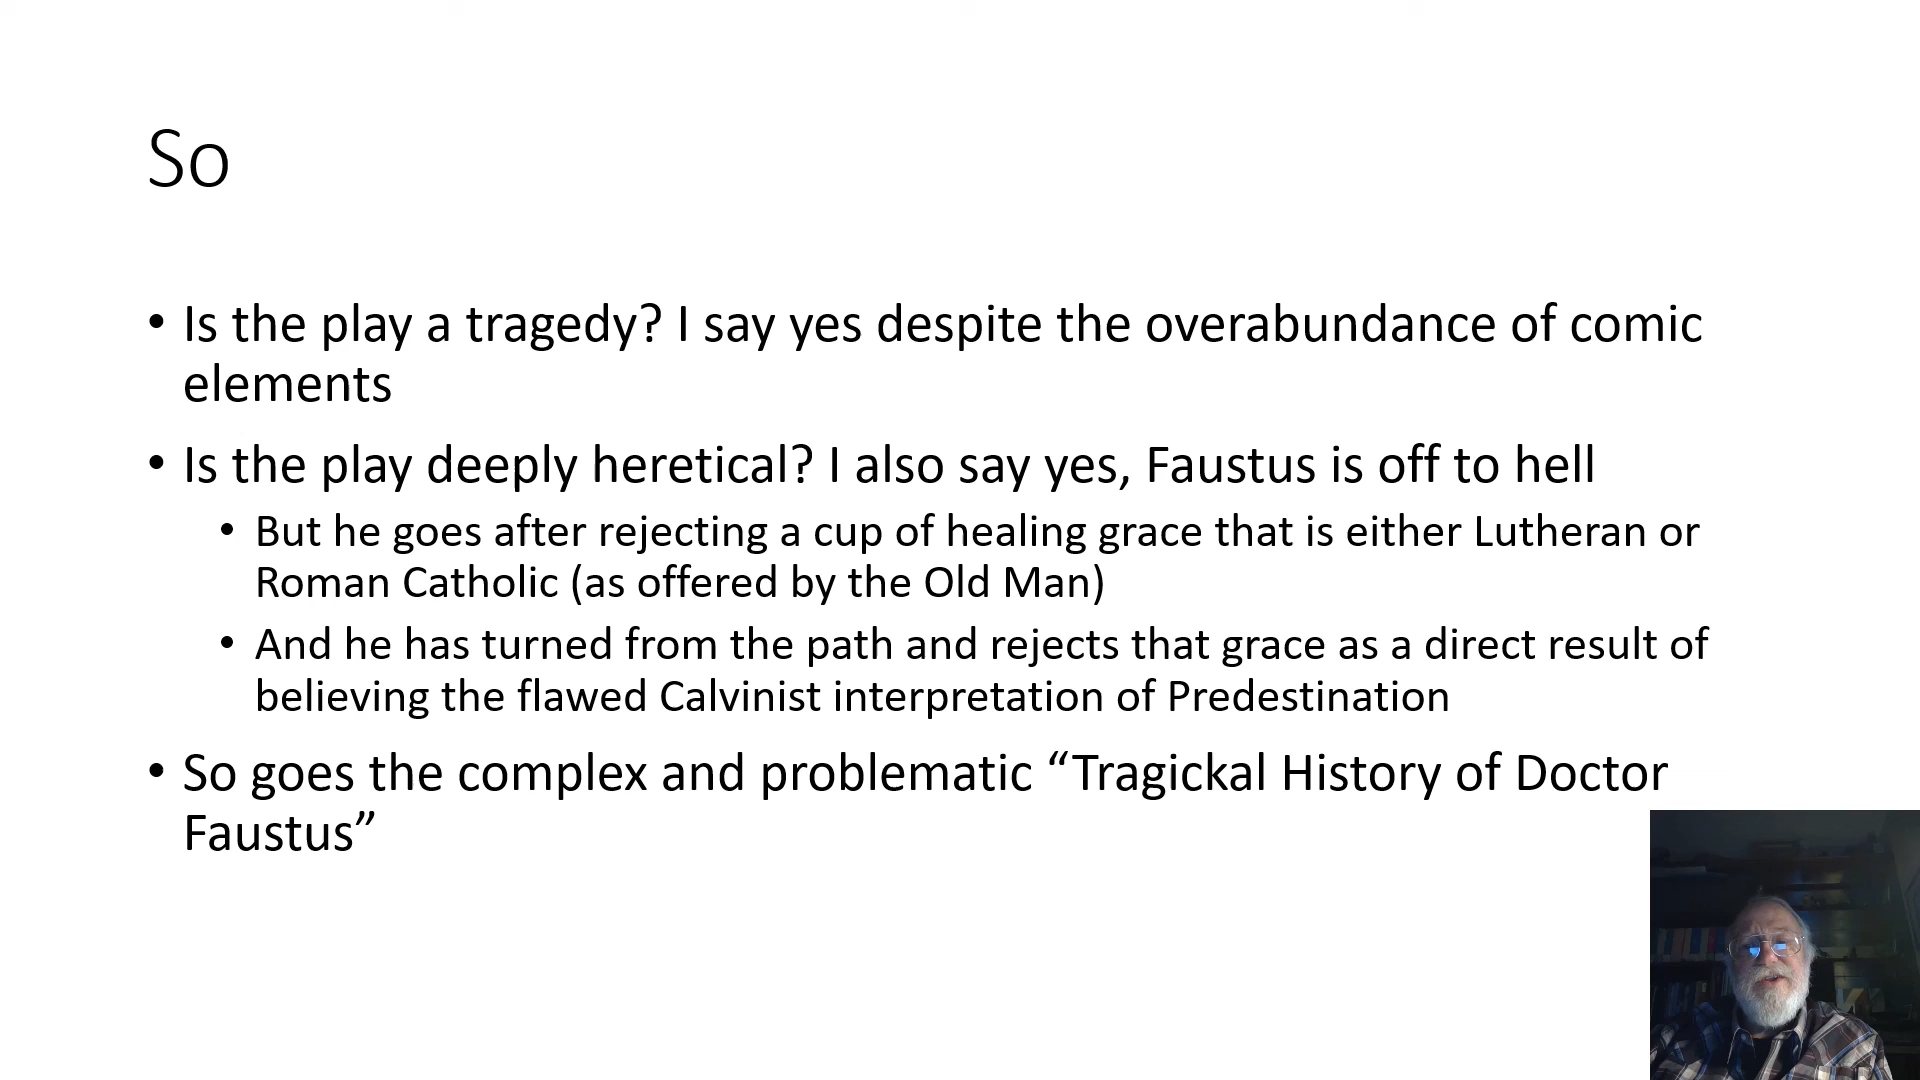 So
• Is the play a tragedy? I say yes despite the overabundance of comic
elements
• Is the play deeply heretical? I also say yes, Faustus is off to hell
• But he goes after rejecting a cup of healing grace that is either Lutheran or
Roman Catholic (as offered by the Old Man)
• And he has turned from the path and rejects that grace as a direct result of
believing the flawed Calvinist interpretation of Predestination
• So goes the complex and problematic “Tragickal History of Doctor
Faustus”